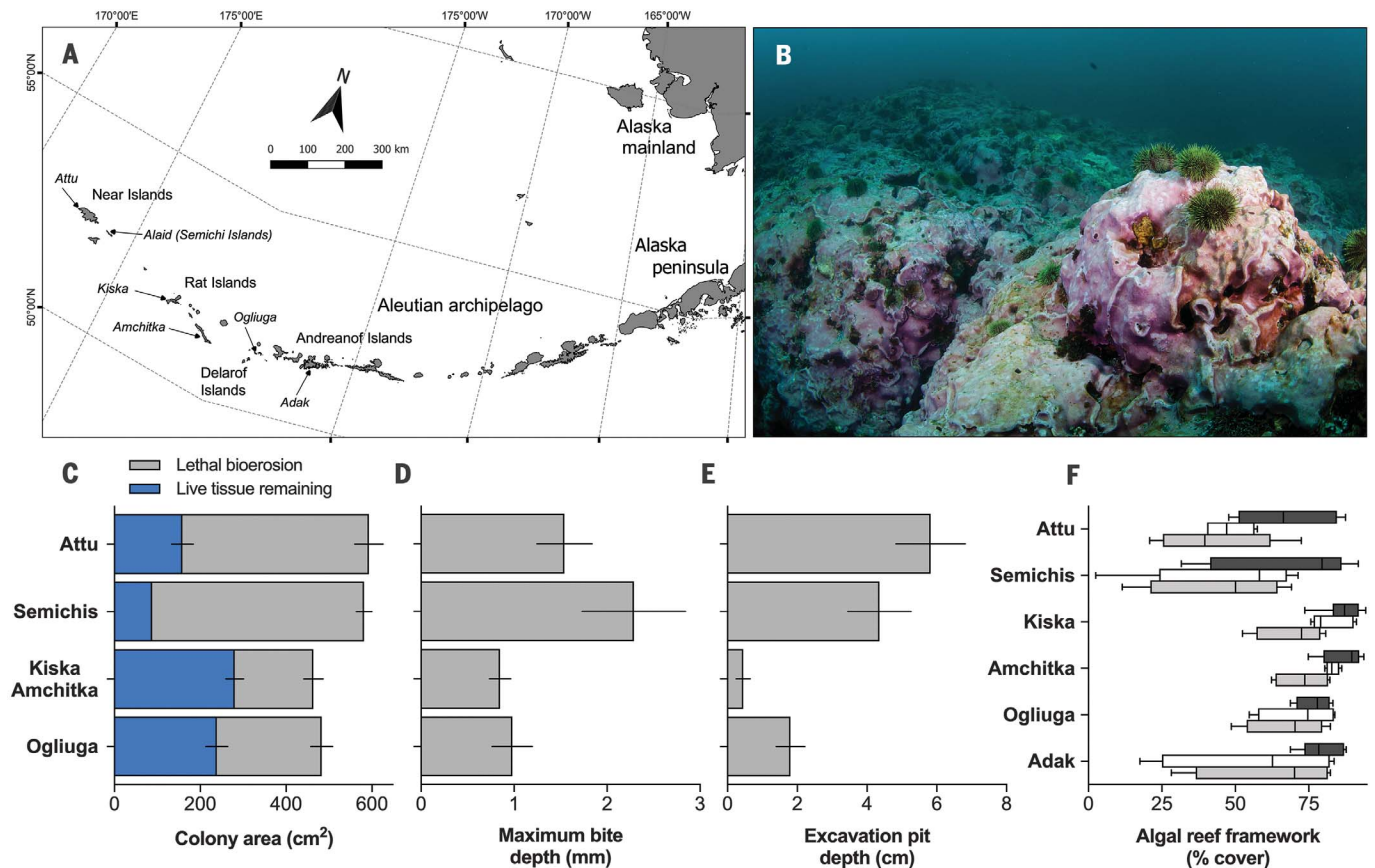 170°00'E
175°00'E
175°00'W
170°00'W
165°00'W
55°00'N
50°00'N
A
N
0 100 200 300 km
Alaska
mainland
Attu
Near Islands
Alaid (Semichi Islands)
Kiska
Rat Islands
Amchitka
Ogliuga
Delarof
Islands
Andreanof Islands
Adak
Aleutian archipelago
Alaska
peninsula
B
C
Lethal bioerosion
Live tissue remaining
Attu
Semichis
Kiska
Amchitka
Ogliuga
0 200 400 600
Colony area (cm²)
D
0 1 2 3
Maximum bite
depth (mm)
E
0 2 4 6 8
Excavation pit
depth (cm)
F
Attu
Semichis
Kiska
Amchitka
Ogliuga
Adak
0 25 50 75
Algal reef framework
(% cover)